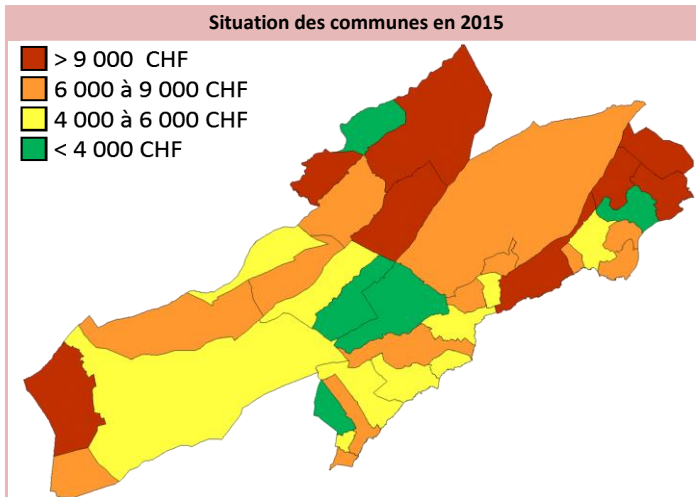 Situation des communes en 2015
> 9 000 CHF
6 000 à 9 000 CHF
4 000 à 6 000 CHF
< 4 000 CHF